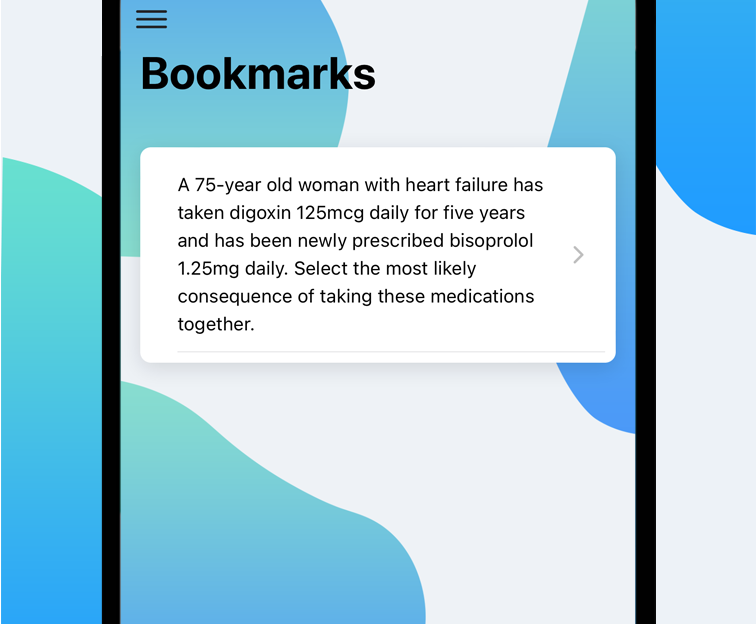 Bookmarks
A 75-year old woman with heart failure has
taken digoxin 125mcg daily for five years
and has been newly prescribed bisoprolol
1.25mg daily. Select the most likely
consequence of taking these medications
together.